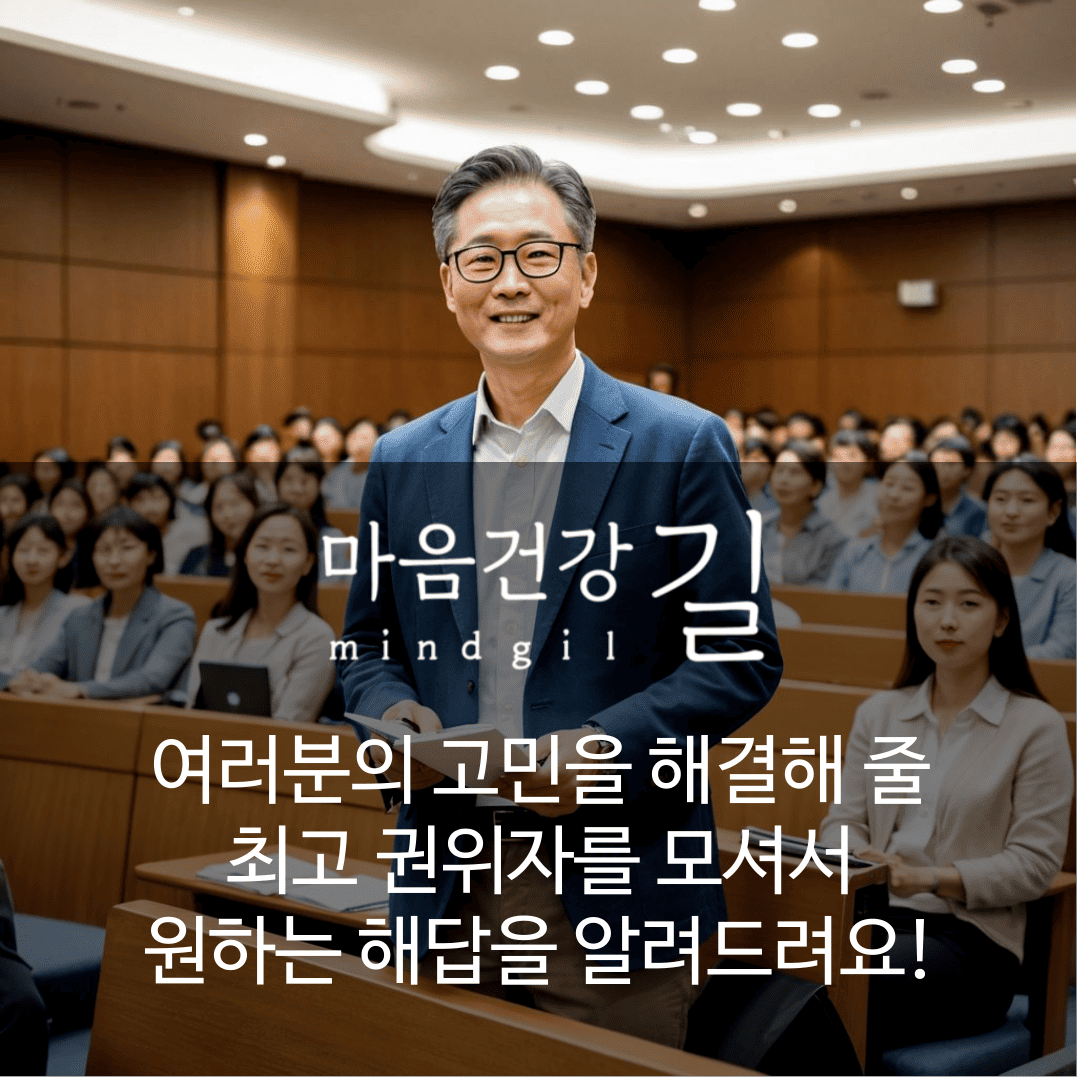 마음건강 길
mindgil
여러분의 고민을 해결해 줄
최고 권위자를 모셔서
원하는 해답을 알려드려요!